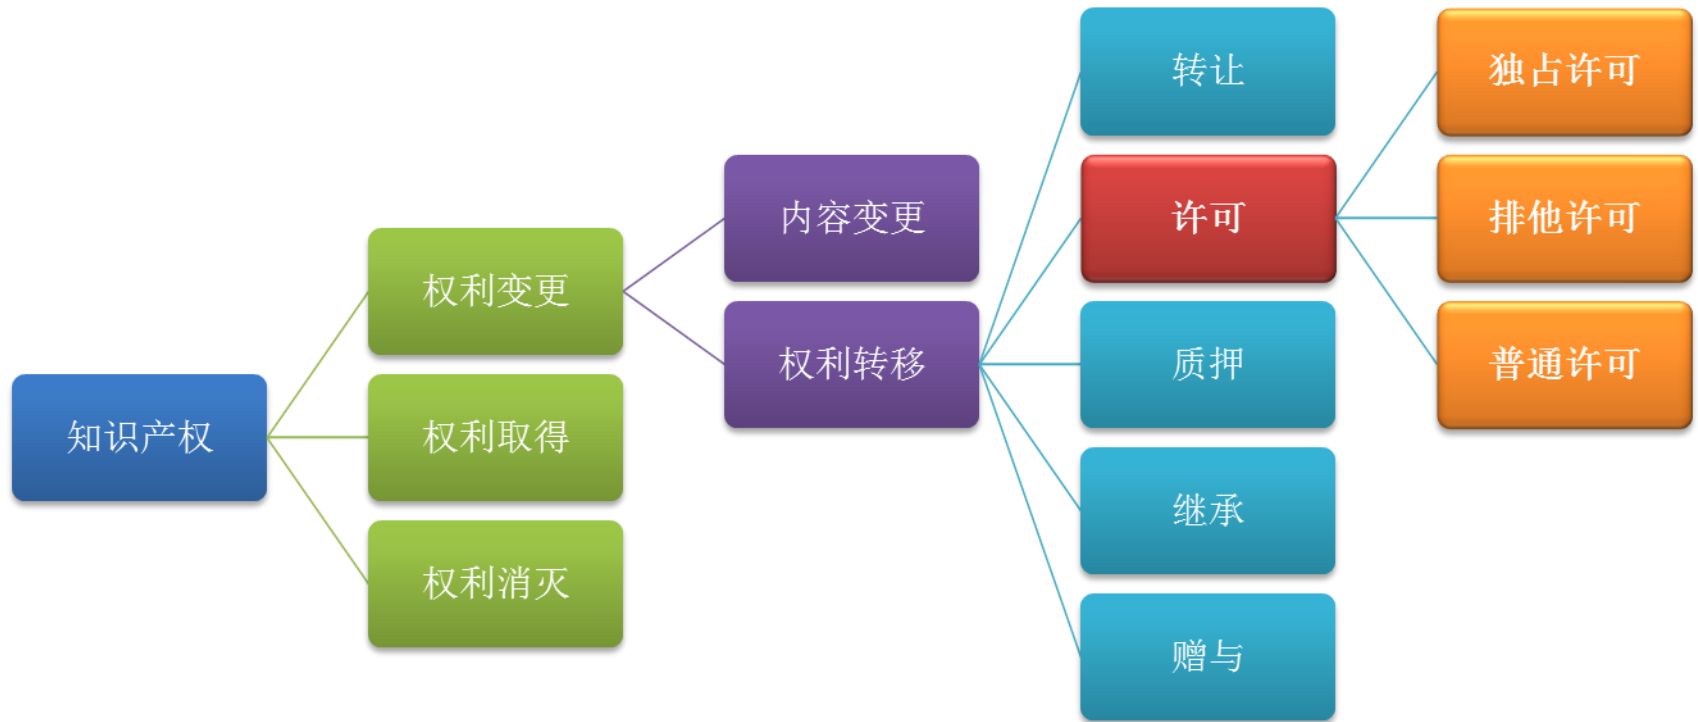 知识产权
权利变更
权利取得
权利消灭
内容变更
权利转移
转让
许可
质押
继承
赠与
独占许可
排他许可
普通许可